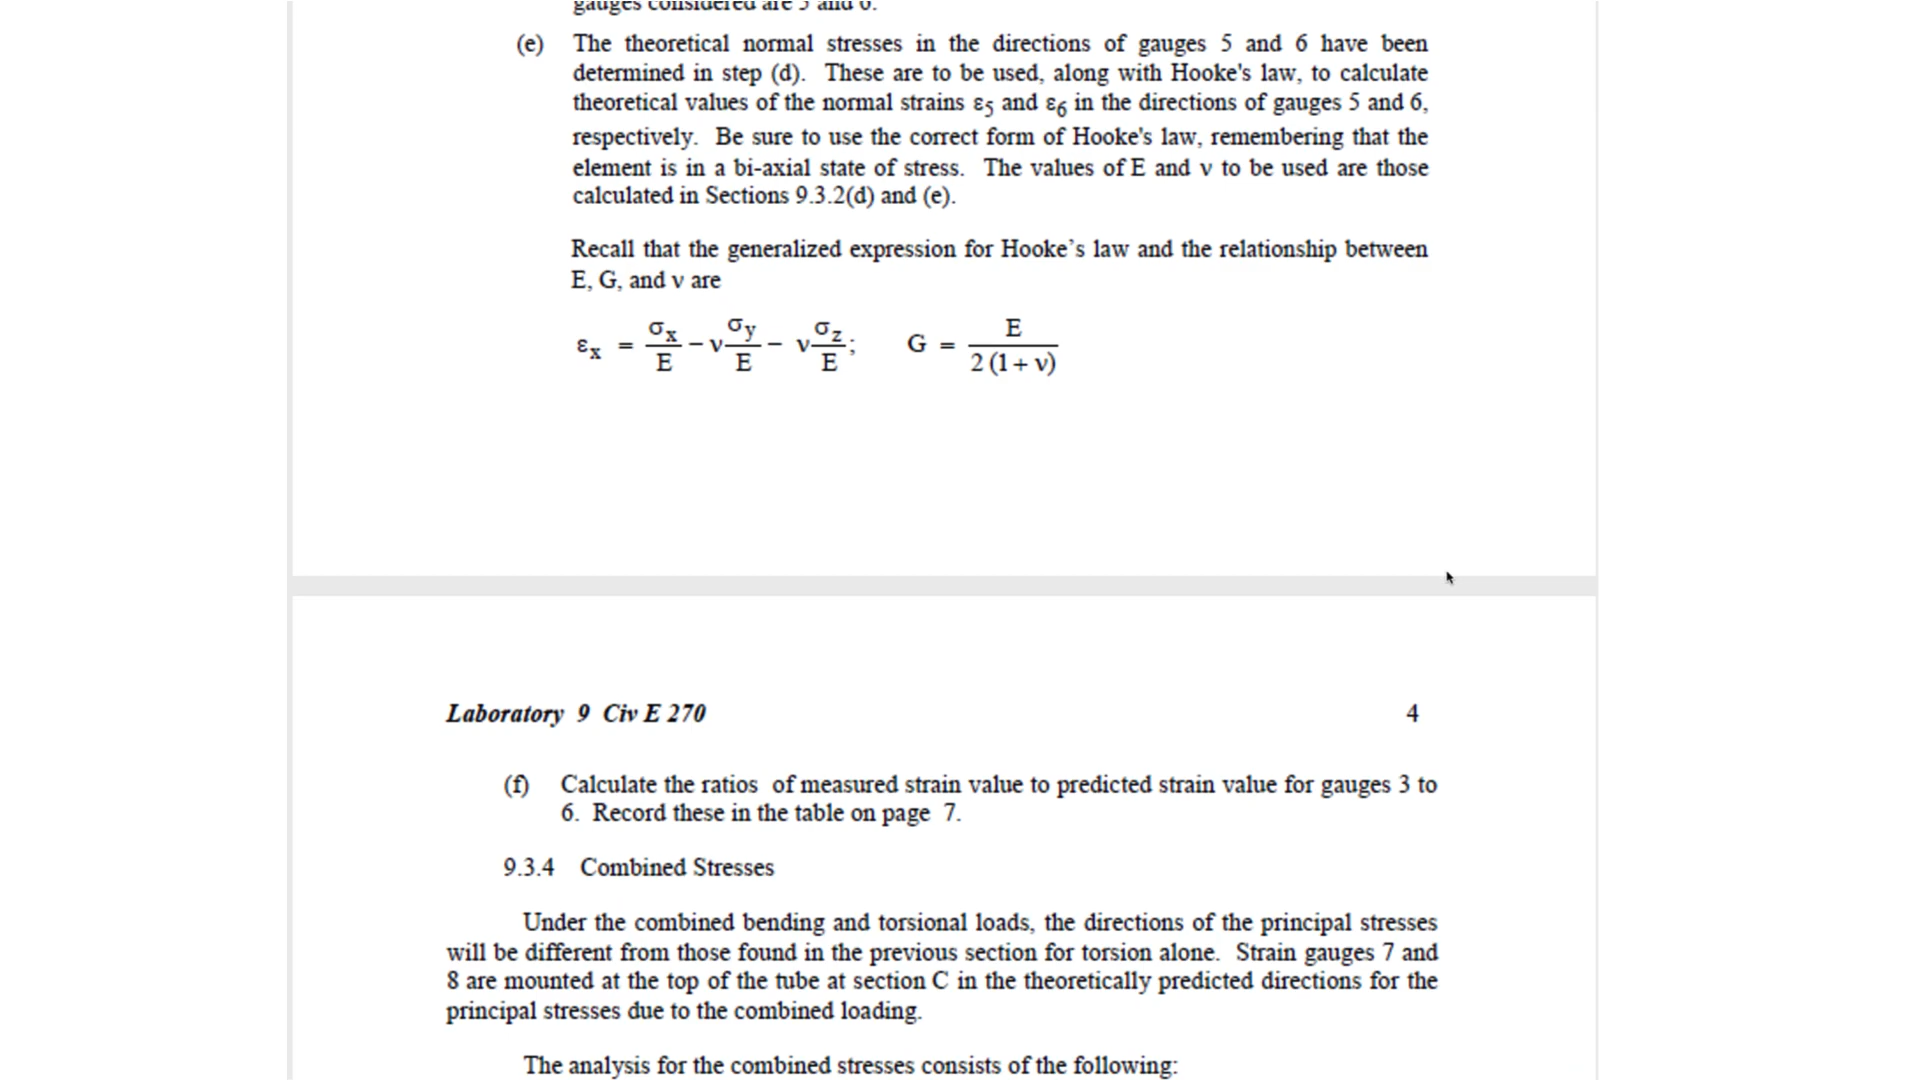 gauges considered are 5 and 6.
(e) The theoretical normal stresses in the directions of gauges 5 and 6 have been
determined in step (d). These are to be used, along with Hooke's law, to calculate
theoretical values of the normal strains ε5 and ε6 in the directions of gauges 5 and 6,
respectively. Be sure to use the correct form of Hooke's law, remembering that the
element is in a bi-axial state of stress. The values of E and ν to be used are those
calculated in Sections 9.3.2(d) and (e).
Recall that the generalized expression for Hooke’s law and the relationship between
E, G, and ν are
εx = σx/E − ν σy/E − ν σz/E; G = E/2 (1 + ν)
Laboratory 9 Civ E 270 4
(f) Calculate the ratios of measured strain value to predicted strain value for gauges 3 to
6. Record these in the table on page 7.
9.3.4 Combined Stresses
Under the combined bending and torsional loads, the directions of the principal stresses
will be different from those found in the previous section for torsion alone. Strain gauges 7 and
8 are mounted at the top of the tube at section C in the theoretically predicted directions for the
principal stresses due to the combined loading.
The analysis for the combined stresses consists of the following: